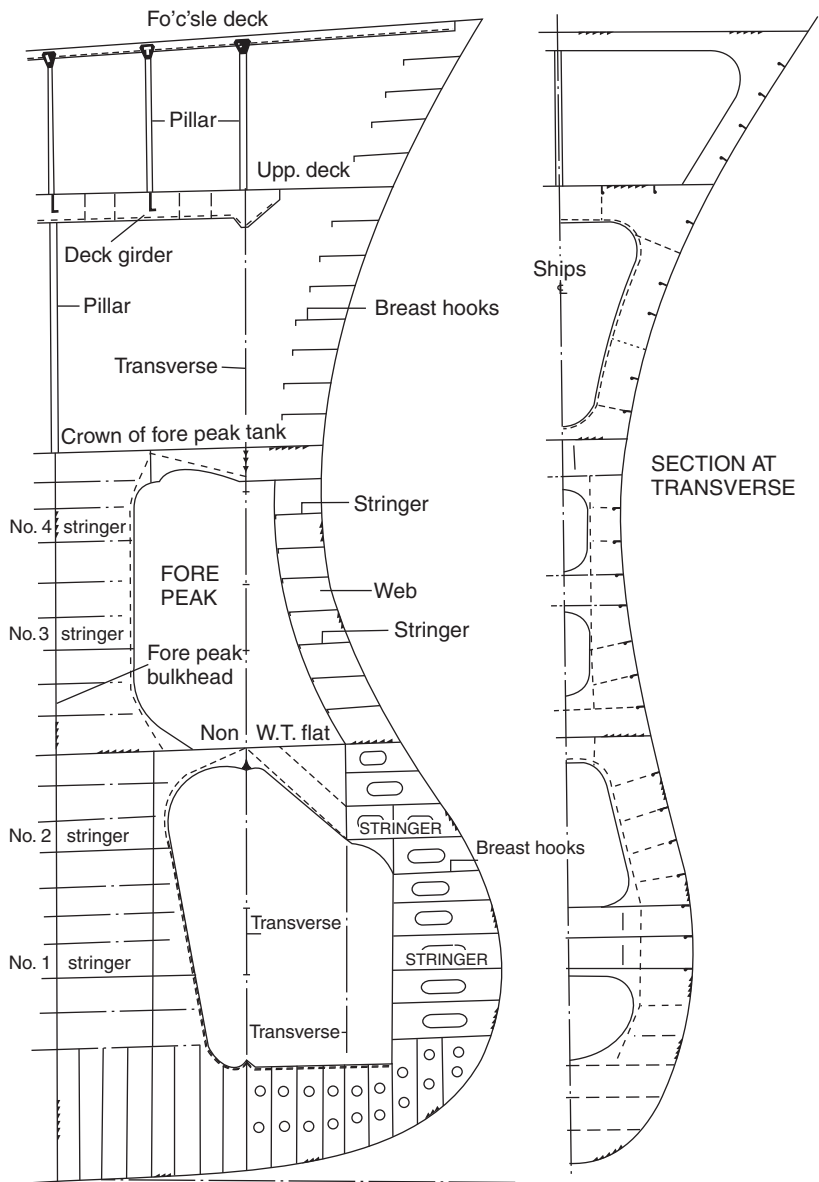 Fo'c'sle deck
Pillar
Upp. deck
Deck girder
Ships
℄
Pillar
Breast hooks
Transverse
Crown of fore peak tank
SECTION AT
TRANSVERSE
Stringer
No. 4 stringer
FORE
PEAK
Web
Stringer
No.3 stringer
Fore peak
bulkhead
Non W.T. flat
No. 2 stringer
STRINGER
Breast hooks
Transverse
No. 1 stringer
STRINGER
Transverse